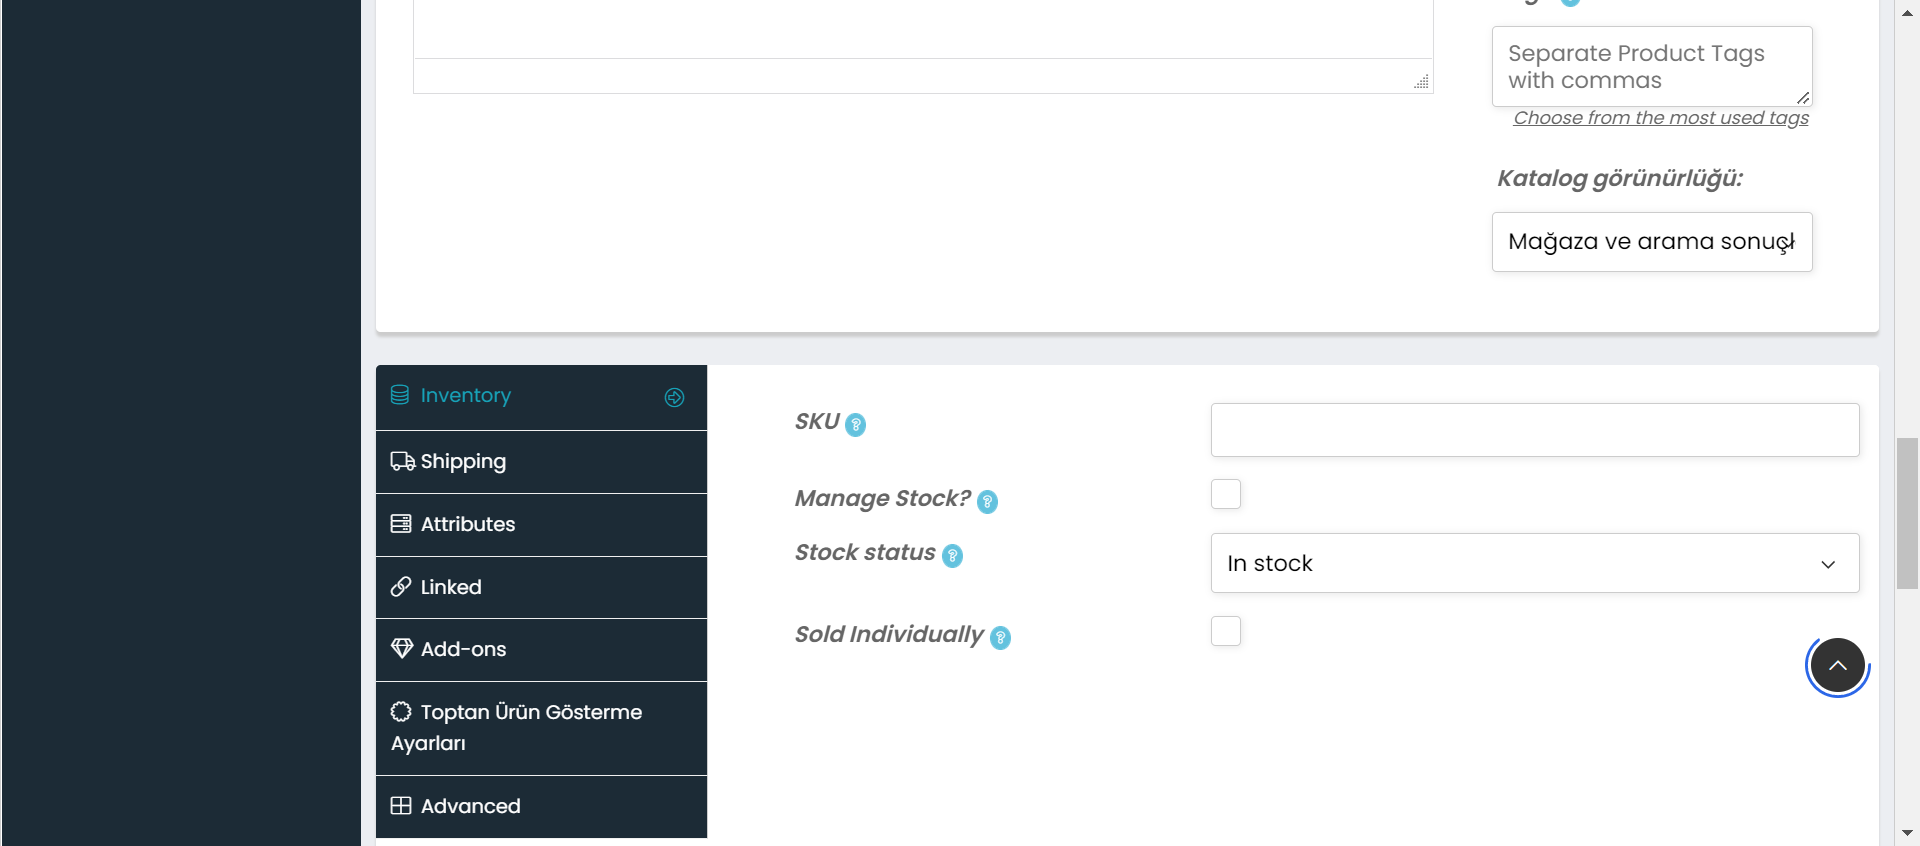 Separate Product Tags
with commas
Choose from the most used tags
Katalog görünürlüğü:
Mağaza ve arama
Inventory
Shipping
Attributes
Linked
Add-ons
Toptan Ürün Gösterme
Ayarları
Advanced
SKU ?
Manage Stock? ?
Stock status ?
In stock
Sold Individually ?